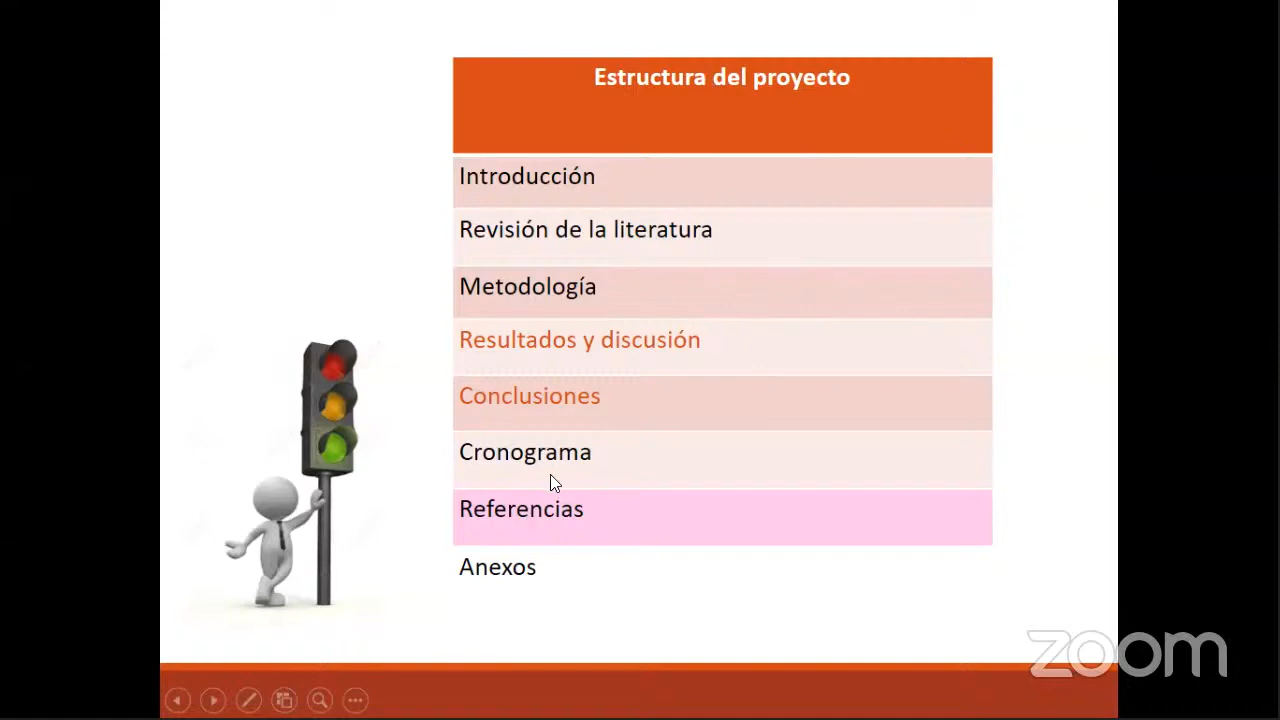 Estructura del proyecto
Introducción
Revisión de la literatura
Metodología
Resultados y discusión
Conclusiones
Cronograma
Referencias
Anexos
zoom